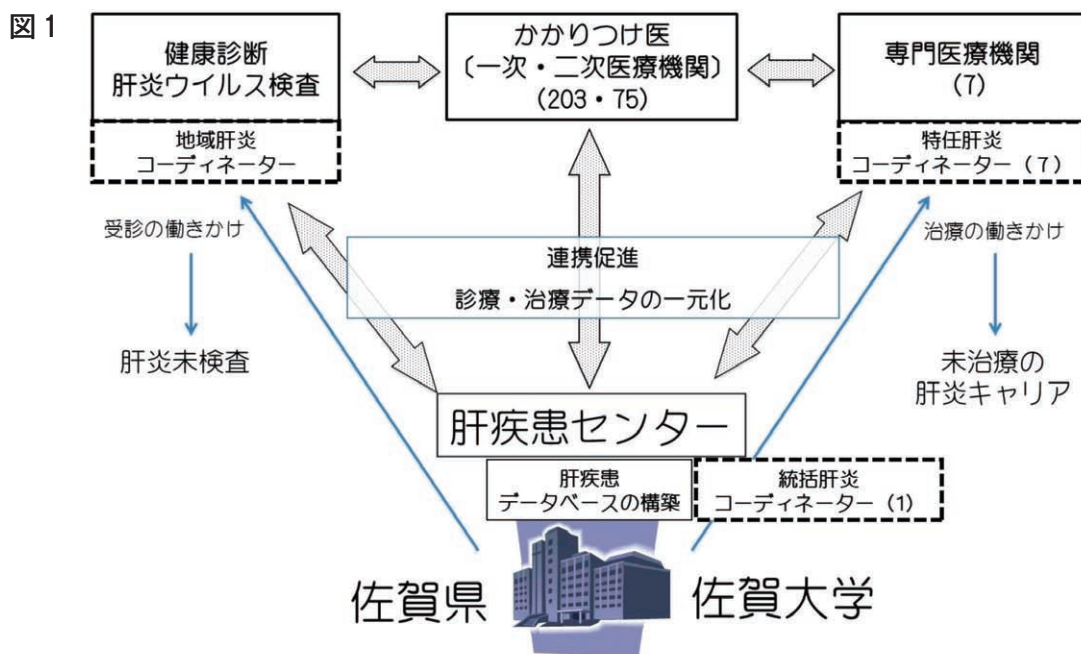 図1
健康診断
肝炎ウイルス検査
地域肝炎
コーディネーター
かかりつけ医
〔一次・二次医療機関〕
(203・75)
専門医療機関
(7)
特任肝炎
コーディネーター(7)
受診の働きかけ
治療の働きかけ
連携促進
診療・治療データの一元化
肝炎未検査
未治療の
肝炎キャリア
肝疾患センター
肝疾患
データベースの構築
統括肝炎
コーディネーター(1)
佐賀県
佐賀大学